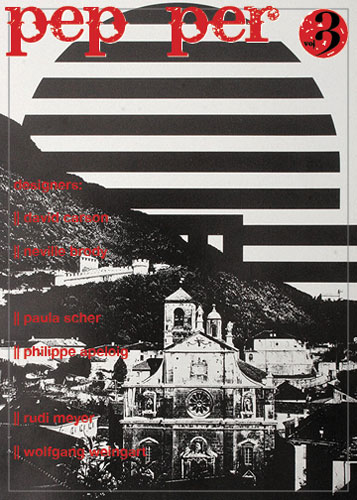 pep per
vol. 3
designers:
|| david carson
|| neville brody
|| paula scher
|| philippe apeloig
|| rudi meyer
|| wolfgang weingart